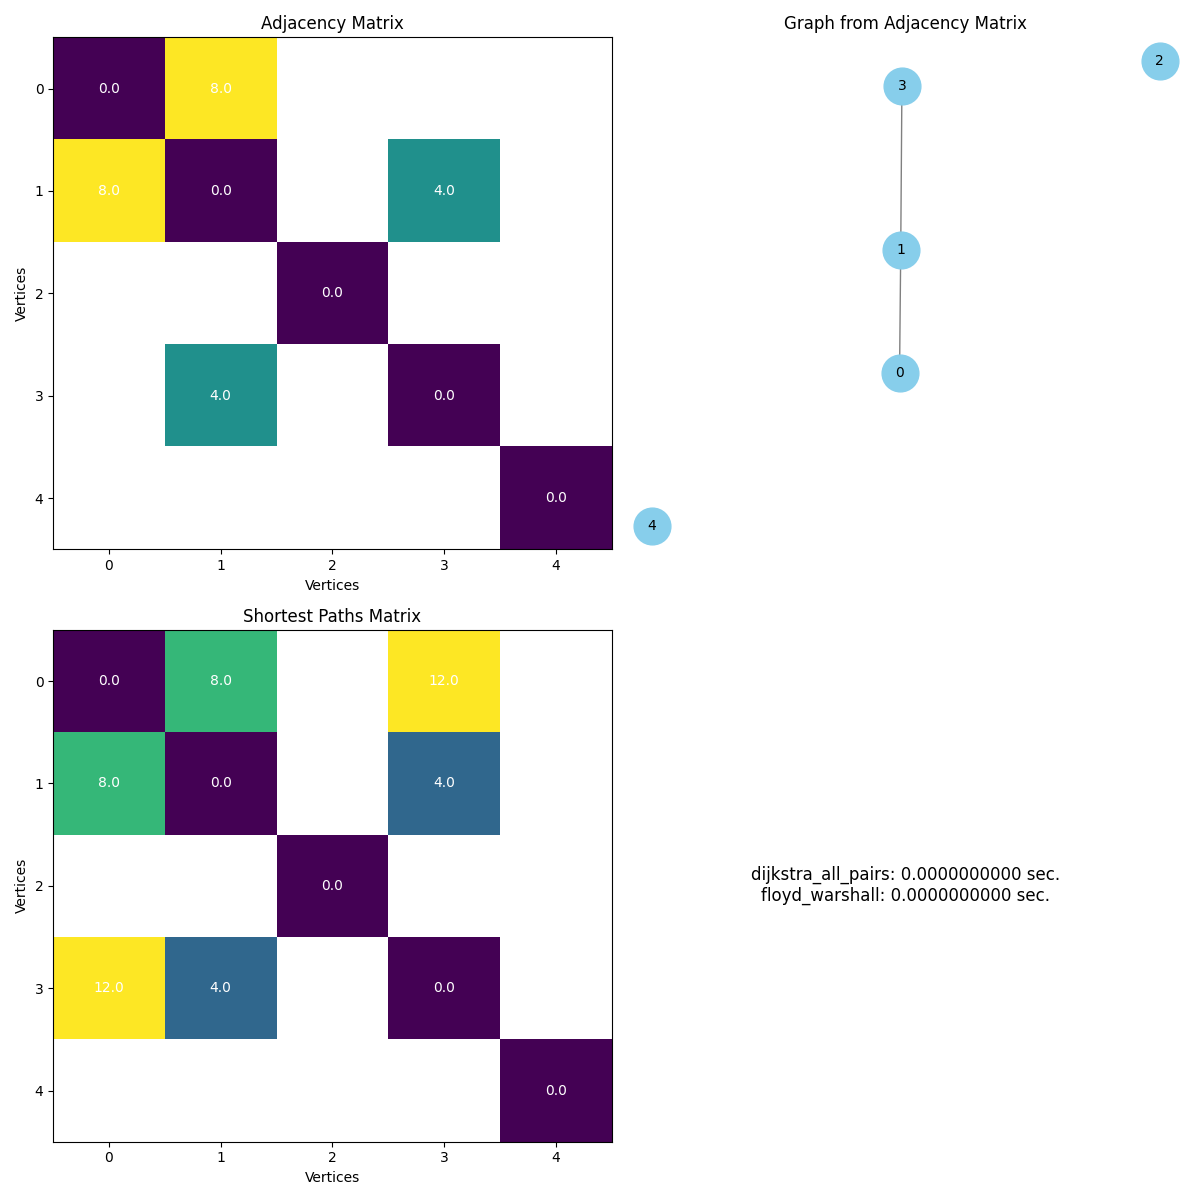 Adjacency Matrix
0 0.0 8.0
1 8.0 0.0 4.0
2 0.0
3 4.0 0.0
4 0.0
Vertices
0 1 2 3 4
Vertices
Graph from Adjacency Matrix
2
3
1
0
4
Shortest Paths Matrix
0 0.0 8.0 12.0
1 8.0 0.0 4.0
2 0.0
3 12.0 4.0 0.0
4 0.0
Vertices
0 1 2 3 4
Vertices
dijkstra_all_pairs: 0.0000000000 sec.
floyd_warshall: 0.0000000000 sec.